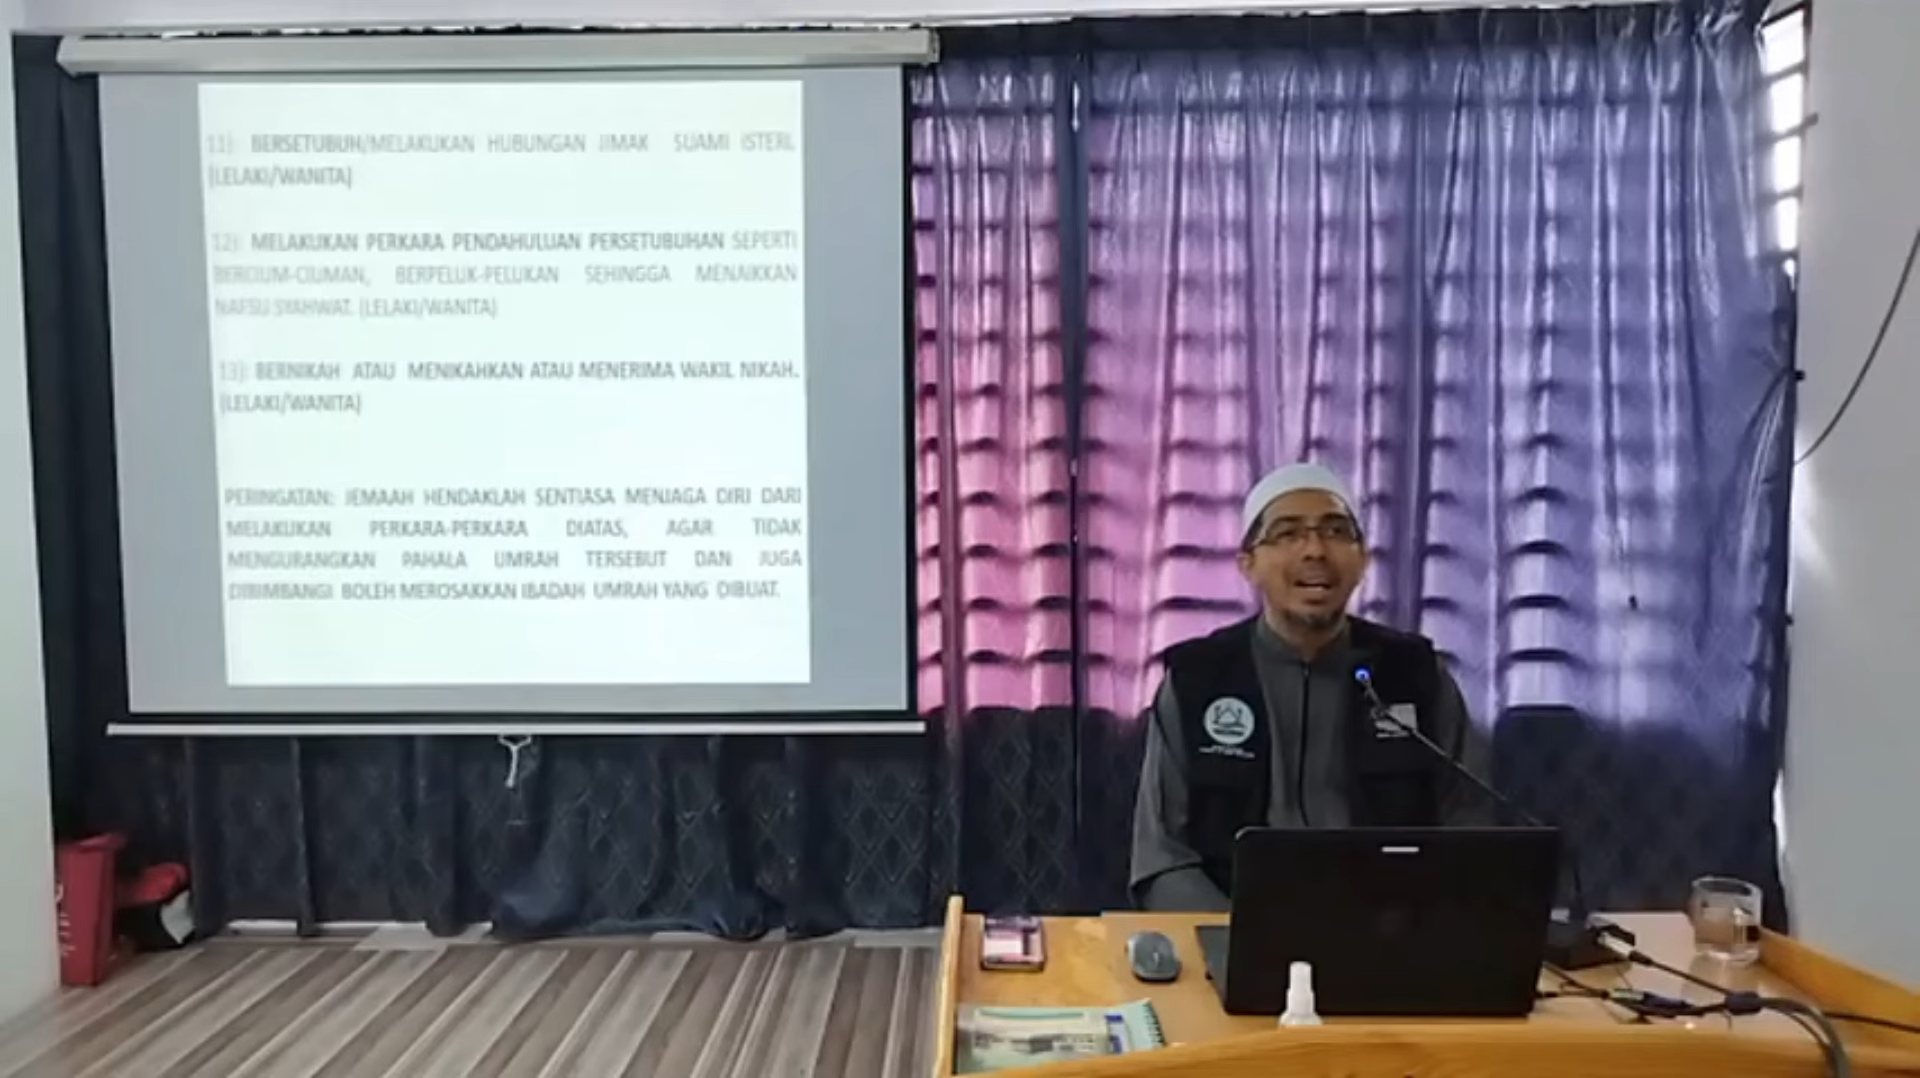 11): BERSETUBUH/MELAKUKAN HUBUNGAN JIMAK SUAMI ISTERI.
(LELAKI/WANITA)
12): MELAKUKAN PERKARA PENDAHULUAN PERSETUBUHAN SEPERTI
BERCIUM-CIUMAN, BERPELUK-PELUKAN SEHINGGA MENAIKKAN
NAFSU SYAHWAT. (LELAKI/WANITA)
13): BERNIKAH ATAU MENIKAHKAN ATAU MENERIMA WAKIL NIKAH.
(LELAKI/WANITA)
PERINGATAN: JEMAAH HENDAKLAH SENTIASA MENJAGA DIRI DARI
MELAKUKAN PERKARA-PERKARA DIATAS, AGAR TIDAK
MENGURANGKAN PAHALA UMRAH TERSEBUT DAN JUGA
DIBIMBANGI BOLEH MEROSAKKAN IBADAH UMRAH YANG DIBUAT.